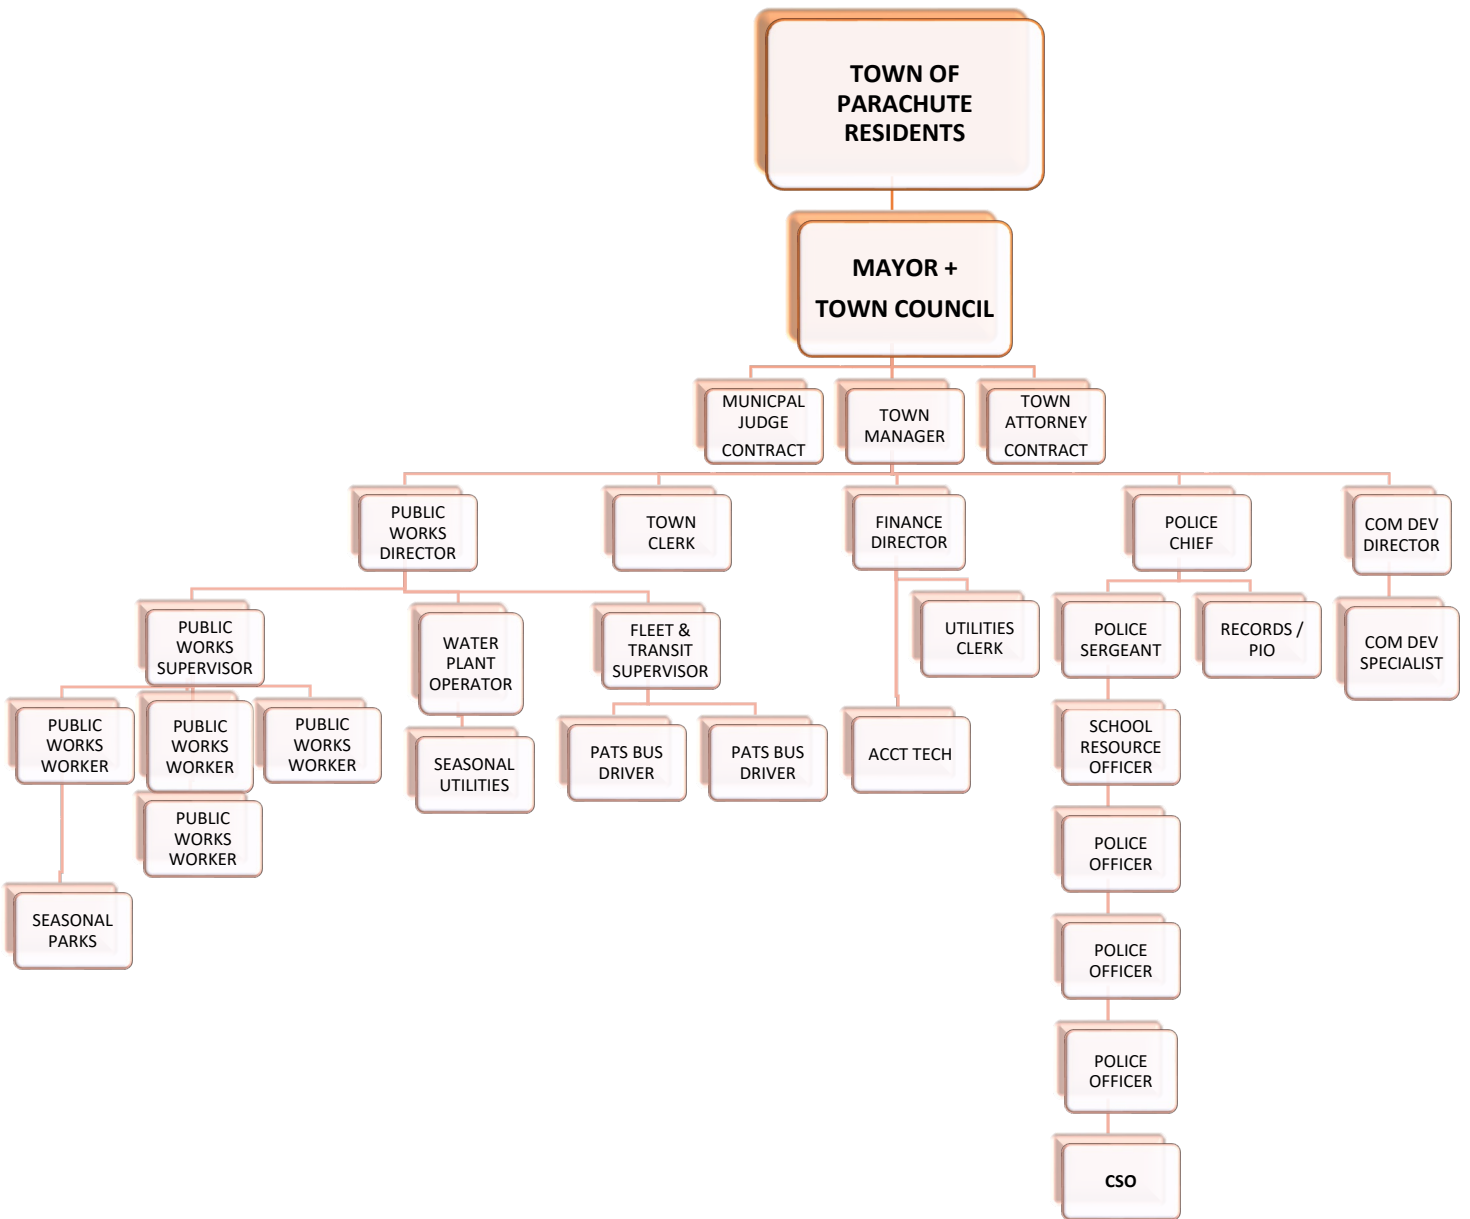 TOWN OF
PARACHUTE
RESIDENTS
MAYOR +
TOWN COUNCIL
MUNICPAL
JUDGE
CONTRACT
TOWN
MANAGER
TOWN
ATTORNEY
CONTRACT
PUBLIC
WORKS
DIRECTOR
TOWN
CLERK
FINANCE
DIRECTOR
POLICE
CHIEF
COM DEV
DIRECTOR
PUBLIC
WORKS
SUPERVISOR
WATER
PLANT
OPERATOR
FLEET &
TRANSIT
SUPERVISOR
UTILITIES
CLERK
POLICE
SERGEANT
RECORDS /
PIO
COM DEV
SPECIALIST
PUBLIC
WORKS
WORKER
PUBLIC
WORKS
WORKER
PUBLIC
WORKS
WORKER
SEASONAL
UTILITIES
PATS BUS
DRIVER
PATS BUS
DRIVER
ACCT TECH
SCHOOL
RESOURCE
OFFICER
PUBLIC
WORKS
WORKER
POLICE
OFFICER
SEASONAL
PARKS
POLICE
OFFICER
POLICE
OFFICER
CSO